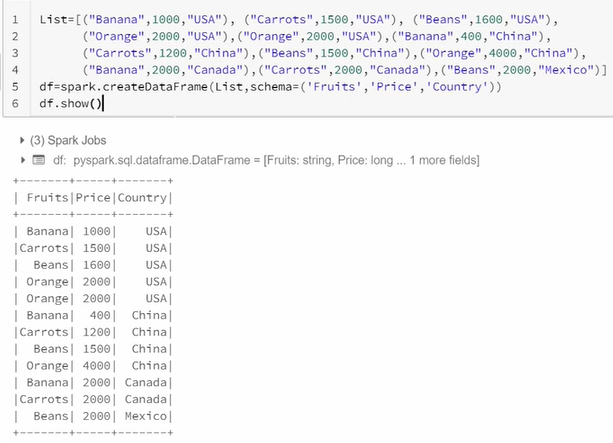 1 List=[("Banana",1000,"USA"), ("Carrots",1500,"USA"), ("Beans",1600,"USA"),
2 ("Orange",2000,"USA"),("Orange",2000,"USA"),("Banana",400,"China"),
3 ("Carrots",1200,"China"),("Beans",1500,"China"),("Orange",4000,"China"),
4 ("Banana",2000,"Canada"),("Carrots",2000,"Canada"),("Beans",2000,"Mexico")]
5 df=spark.createDataFrame(List,schema=('Fruits','Price','Country'))
6 df.show()
(3) Spark Jobs
df: pyspark.sql.dataframe.DataFrame = [Fruits: string, Price: long ... 1 more fields]
+-------+-----+-------+
| Fruits|Price|Country|
+-------+-----+-------+
| Banana| 1000|    USA|
|Carrots| 1500|    USA|
|  Beans| 1600|    USA|
| Orange| 2000|    USA|
| Orange| 2000|    USA|
| Banana|  400|  China|
|Carrots| 1200|  China|
|  Beans| 1500|  China|
| Orange| 4000|  China|
| Banana| 2000| Canada|
|Carrots| 2000| Canada|
|  Beans| 2000| Mexico|
+-------+-----+-------+